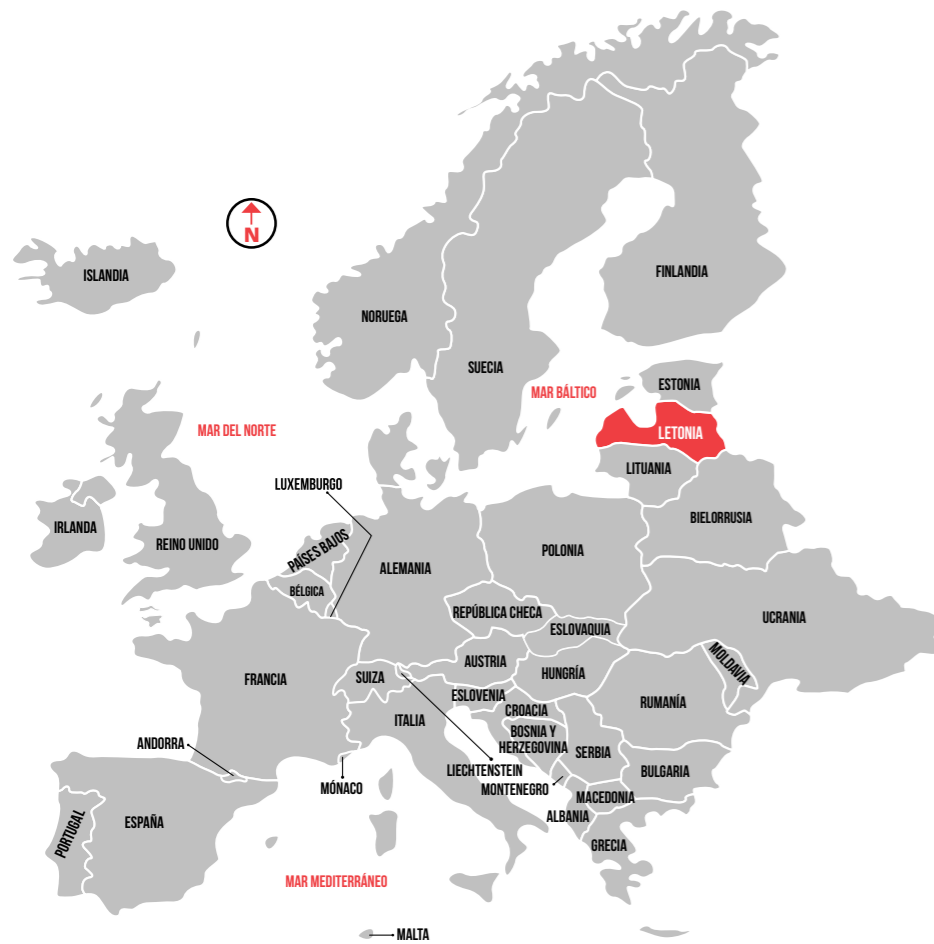 N
ISLANDIA
FINLANDIA
NORUEGA
SUECIA
ESTONIA
MAR BÁLTICO
MAR DEL NORTE
LETONIA
LITUANIA
LUXEMBURGO
BIELORRUSIA
IRLANDA
REINO UNIDO
PAÍSES BAJOS
POLONIA
ALEMANIA
BÉLGICA
REPÚBLICA CHECA
UCRANIA
ESLOVAQUIA
MOLDAVIA
AUSTRIA
HUNGRÍA
FRANCIA
SUIZA
ESLOVENIA
RUMANÍA
CROACIA
ITALIA
BOSNIA Y
HERZEGOVINA
SERBIA
ANDORRA
LIECHTENSTEIN
BULGARIA
MÓNACO
MONTENEGRO
MACEDONIA
ALBANIA
PORTUGAL
ESPAÑA
GRECIA
MAR MEDITERRÁNEO
MALTA